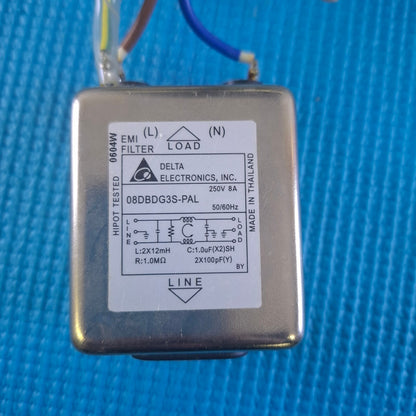 (L) (N)
EMI
FILTER
LOAD
DELTA
ELECTRONICS, INC.
250V 8A
08DBDG3S-PAL
50/60Hz
LINE
LOAD
C
L:2X12mH C:1.0uF(X2)SH
R:1.0MΩ 2X100pF(Y)
BY
LINE
HIPOT TESTED 0604W
MADE IN THAILAND